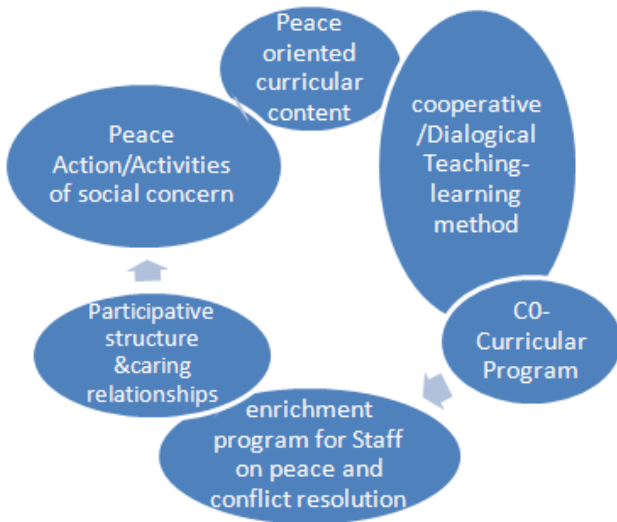 Peace
oriented
curricular
content
cooperative
/Dialogical
Teaching-
learning
method
C0-
Curricular
Program
enrichment
program for Staff
on peace and
conflict resolution
Participative
structure
&caring
relationships
Peace
Action/Activities
of social concern